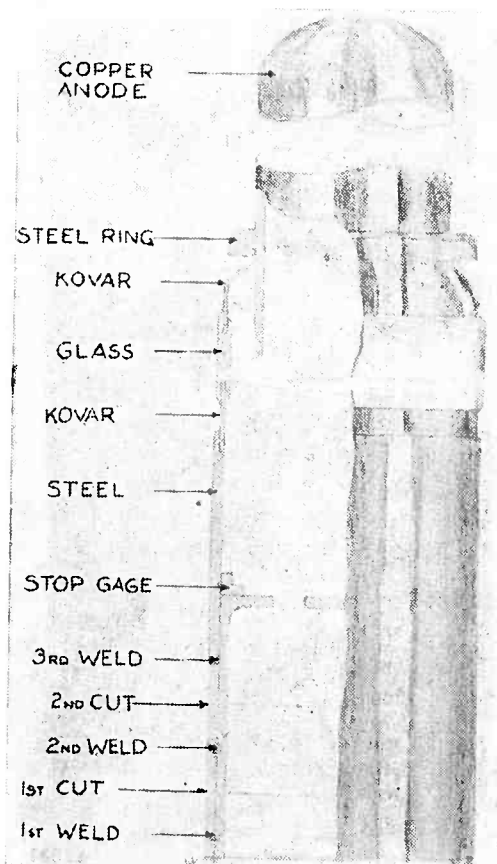 COPPER
ANODE
STEEL RING
KOVAR
GLASS
KOVAR
STEEL
STOP GAGE
3RD WELD
2ND CUT
2ND WELD
1ST CUT
1ST WELD